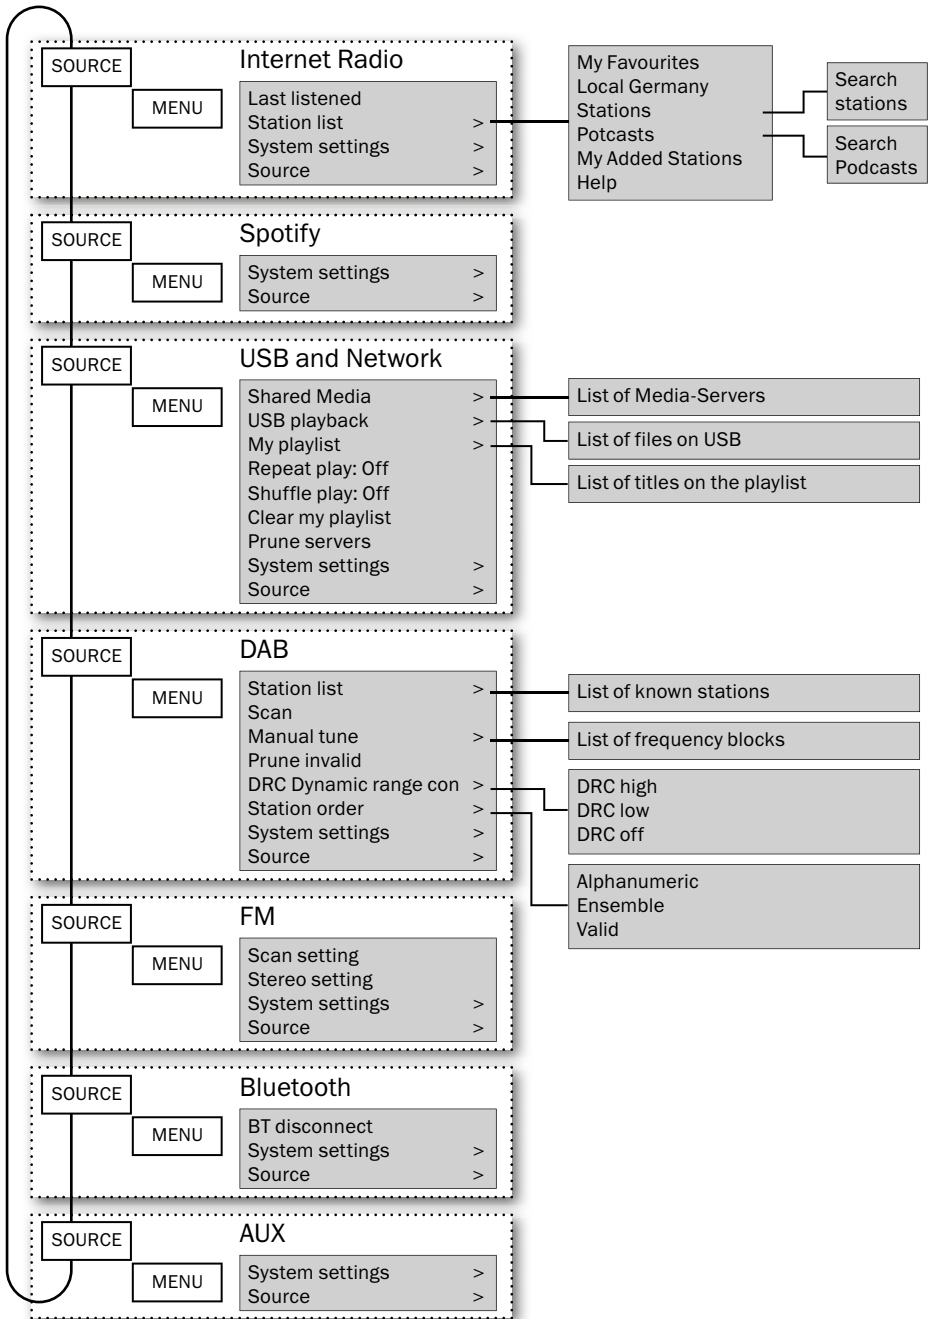 SOURCE
MENU
Internet Radio
Last listened
Station list >
System settings >
Source >
My Favourites
Local Germany
Stations
Potcasts
My Added Stations
Help
Search
stations
Search
Podcasts
SOURCE
MENU
Spotify
System settings >
Source >
SOURCE
MENU
USB and Network
Shared Media >
USB playback >
My playlist >
Repeat play: Off
Shuffle play: Off
Clear my playlist
Prune servers
System settings >
Source >
List of Media-Servers
List of files on USB
List of titles on the playlist
SOURCE
MENU
DAB
Station list >
Scan
Manual tune >
Prune invalid
DRC Dynamic range con >
Station order >
System settings >
Source >
List of known stations
List of frequency blocks
DRC high
DRC low
DRC off
Alphanumeric
Ensemble
Valid
SOURCE
MENU
FM
Scan setting
Stereo setting
System settings >
Source >
SOURCE
MENU
Bluetooth
BT disconnect
System settings >
Source >
SOURCE
MENU
AUX
System settings >
Source >